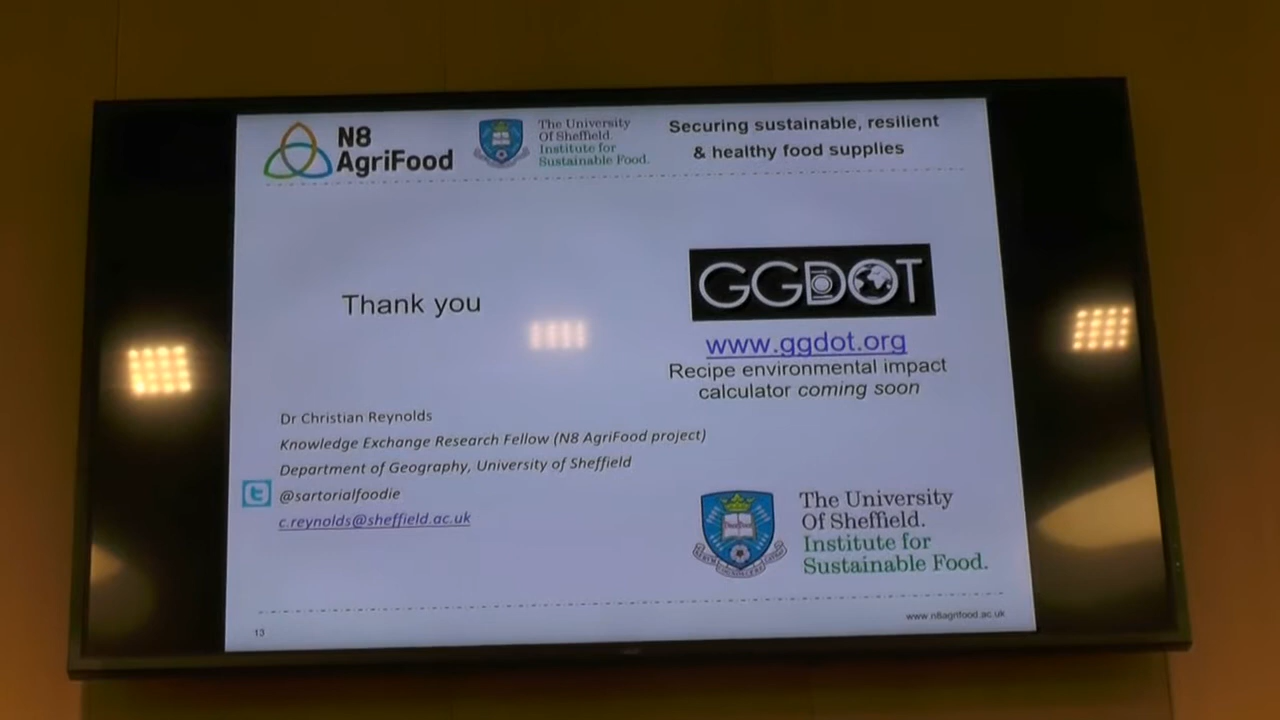 N8
AgriFood
The University
Of Sheffield.
Institute for
Sustainable Food.
Securing sustainable, resilient
& healthy food supplies
Thank you
GGDOT
www.ggdot.org
Recipe environmental impact
calculator coming soon
Dr Christian Reynolds
Knowledge Exchange Research Fellow (N8 AgriFood project)
Department of Geography, University of Sheffield
@sartorialfoodie
c.reynolds@sheffield.ac.uk
The University
Of Sheffield.
Institute for
Sustainable Food.
www.n8agrifood.ac.uk
13